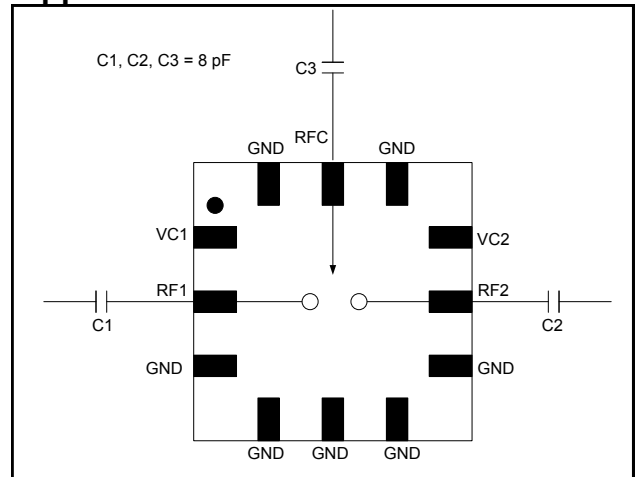 C1, C2, C3 = 8 pF
C3
RFC
GND
GND
VC1
VC2
RF1
RF2
C1
C2
GND
GND
GND
GND
GND